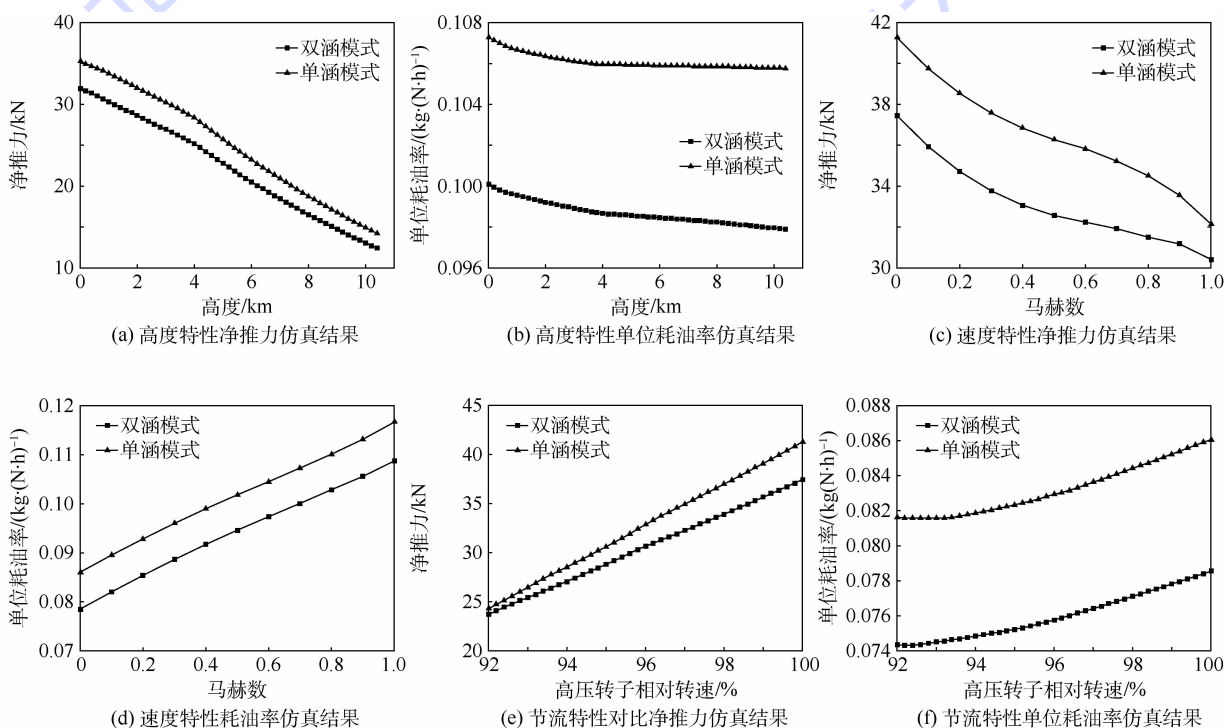 40
30
20
10
0 2 4 6 8 10
净推力/kN
双涵模式
单涵模式
高度/km
(a) 高度特性净推力仿真结果
0.108
0.104
0.100
0.096
0 2 4 6 8 10
单位耗油率/(kg·(N·h)⁻¹)
双涵模式
单涵模式
高度/km
(b) 高度特性单位耗油率仿真结果
42
38
34
30
0 0.2 0.4 0.6 0.8 1.0
净推力/kN
双涵模式
单涵模式
马赫数
(c) 速度特性净推力仿真结果
0.12
0.11
0.10
0.09
0.08
0.07
0 0.2 0.4 0.6 0.8 1.0
单位耗油率/(kg·(N·h)⁻¹)
双涵模式
单涵模式
马赫数
(d) 速度特性耗油率仿真结果
45
40
35
30
25
20
92 94 96 98 100
净推力/kN
双涵模式
单涵模式
高压转子相对转速/%
(e) 节流特性对比净推力仿真结果
0.088
0.086
0.084
0.082
0.080
0.078
0.076
0.074
92 94 96 98 100
单位耗油率/(kg(N·h)⁻¹)
双涵模式
单涵模式
高压转子相对转速/%
(f) 节流特性单位耗油率仿真结果